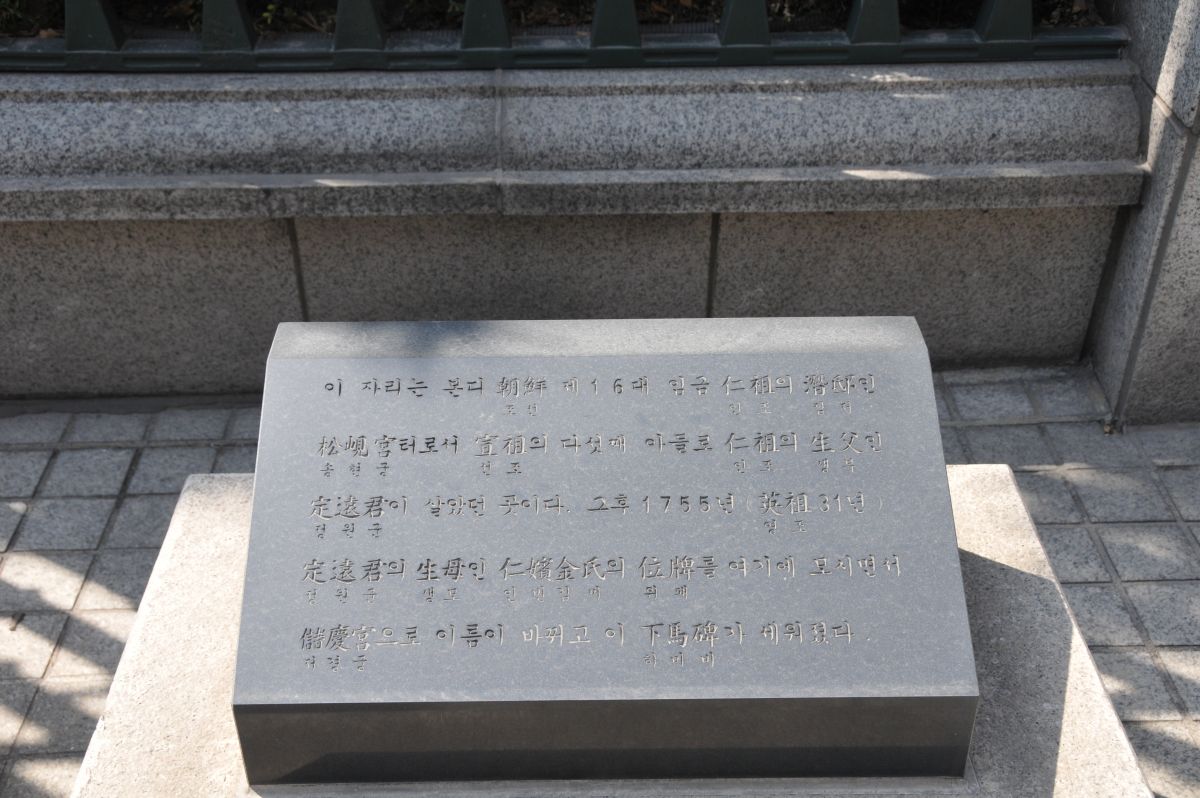 이 자리는 본디 朝鮮 제16대 임금 仁祖의 潛邸인
조선 인조 잠저
松峴宮터로서 宣祖의 다섯째 아들로 仁祖의 生父인
송현궁 선조 인조 생부
定遠君이 살았던 곳이다. 그후 1755년 (英祖 31년)
정원군 영조
定遠君의 生母인 仁嬪金氏의 位牌를 여기에 모시면서
정원군 생모 인빈김씨 위패
儲慶宮으로 이름이 바뀌고 이 下馬碑가 세워졌다.
저경궁 하마비